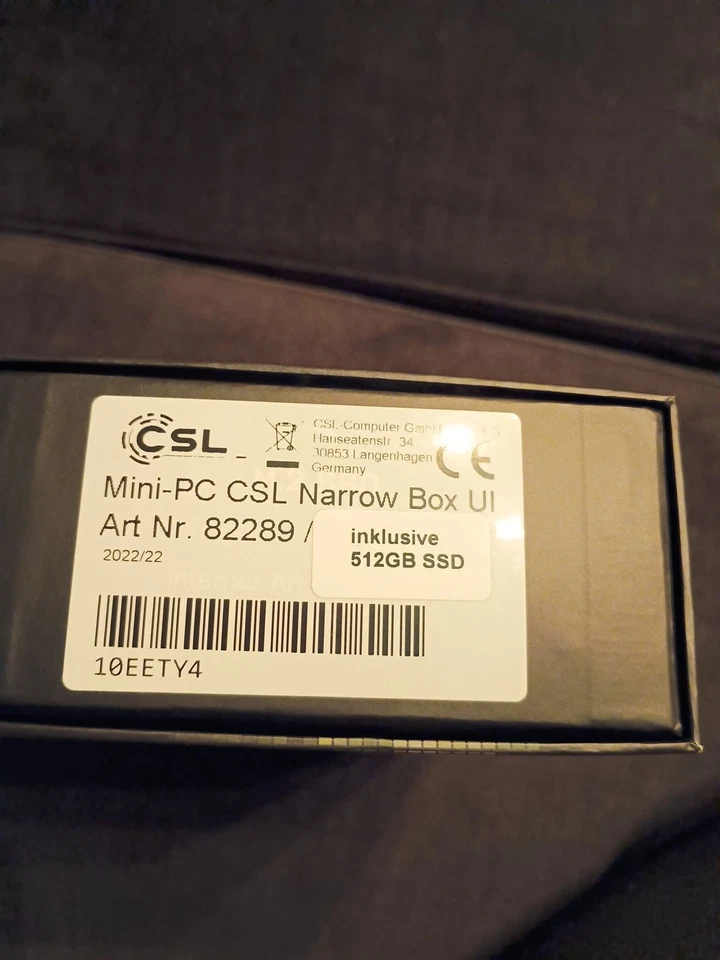 CSL
CSL-Computer GmbH
Hanseatenstr. 34
30853 Langenhagen
Germany
CE
Mini-PC CSL Narrow Box Ul
Art Nr. 82289 /
inklusive
512GB SSD
2022/22
10EETY4